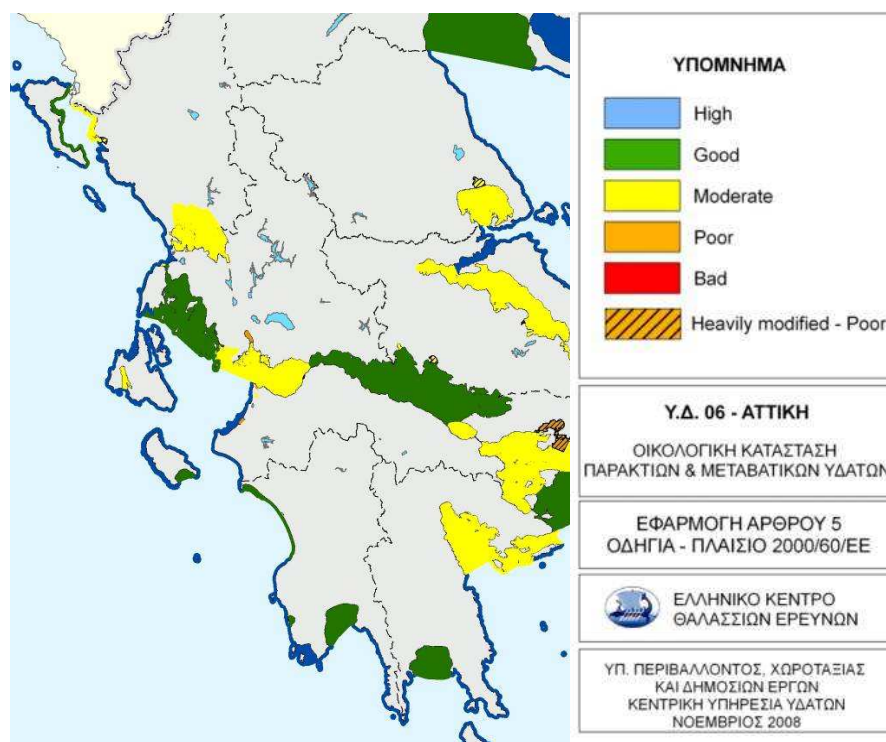 ΥΠΟΜΝΗΜΑ
High
Good
Moderate
Poor
Bad
Heavily modified - Poor
Υ.Δ. 06 - ΑΤΤΙΚΗ
ΟΙΚΟΛΟΓΙΚΗ ΚΑΤΑΣΤΑΣΗ
ΠΑΡΑΚΤΙΩΝ & ΜΕΤΑΒΑΤΙΚΩΝ ΥΔΑΤΩΝ
ΕΦΑΡΜΟΓΗ ΑΡΘΡΟΥ 5
ΟΔΗΓΙΑ - ΠΛΑΙΣΙΟ 2000/60/ΕΕ
ΕΛΛΗΝΙΚΟ ΚΕΝΤΡΟ
ΘΑΛΑΣΣΙΩΝ ΕΡΕΥΝΩΝ
ΥΠ. ΠΕΡΙΒΑΛΛΟΝΤΟΣ, ΧΩΡΟΤΑΞΙΑΣ
ΚΑΙ ΔΗΜΟΣΙΩΝ ΕΡΓΩΝ
ΚΕΝΤΡΙΚΗ ΥΠΗΡΕΣΙΑ ΥΔΑΤΩΝ
ΝΟΕΜΒΡΙΟΣ 2008